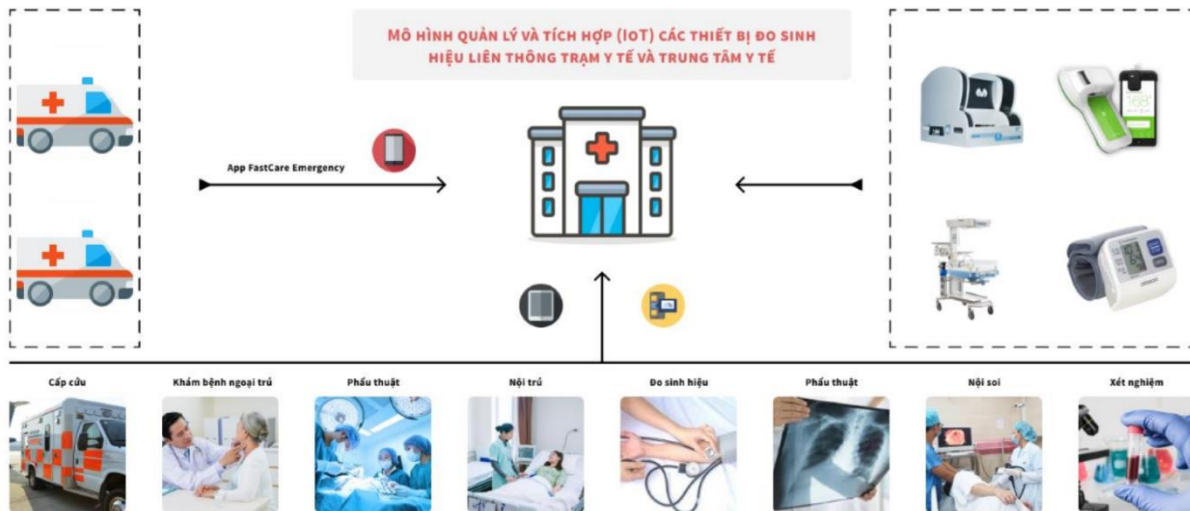 MÔ HÌNH QUẢN LÝ VÀ TÍCH HỢP (IoT) CÁC THIẾT BỊ ĐO SINH
HIỆU LIÊN THÔNG TRẠM Y TẾ VÀ TRUNG TÂM Y TẾ
App FastCare Emergency
Cấp cứu
Khám bệnh ngoại trú
Phẩu thuật
Nội trú
Đo sinh hiệu
Phẩu thuật
Nội soi
Xét nghiệm